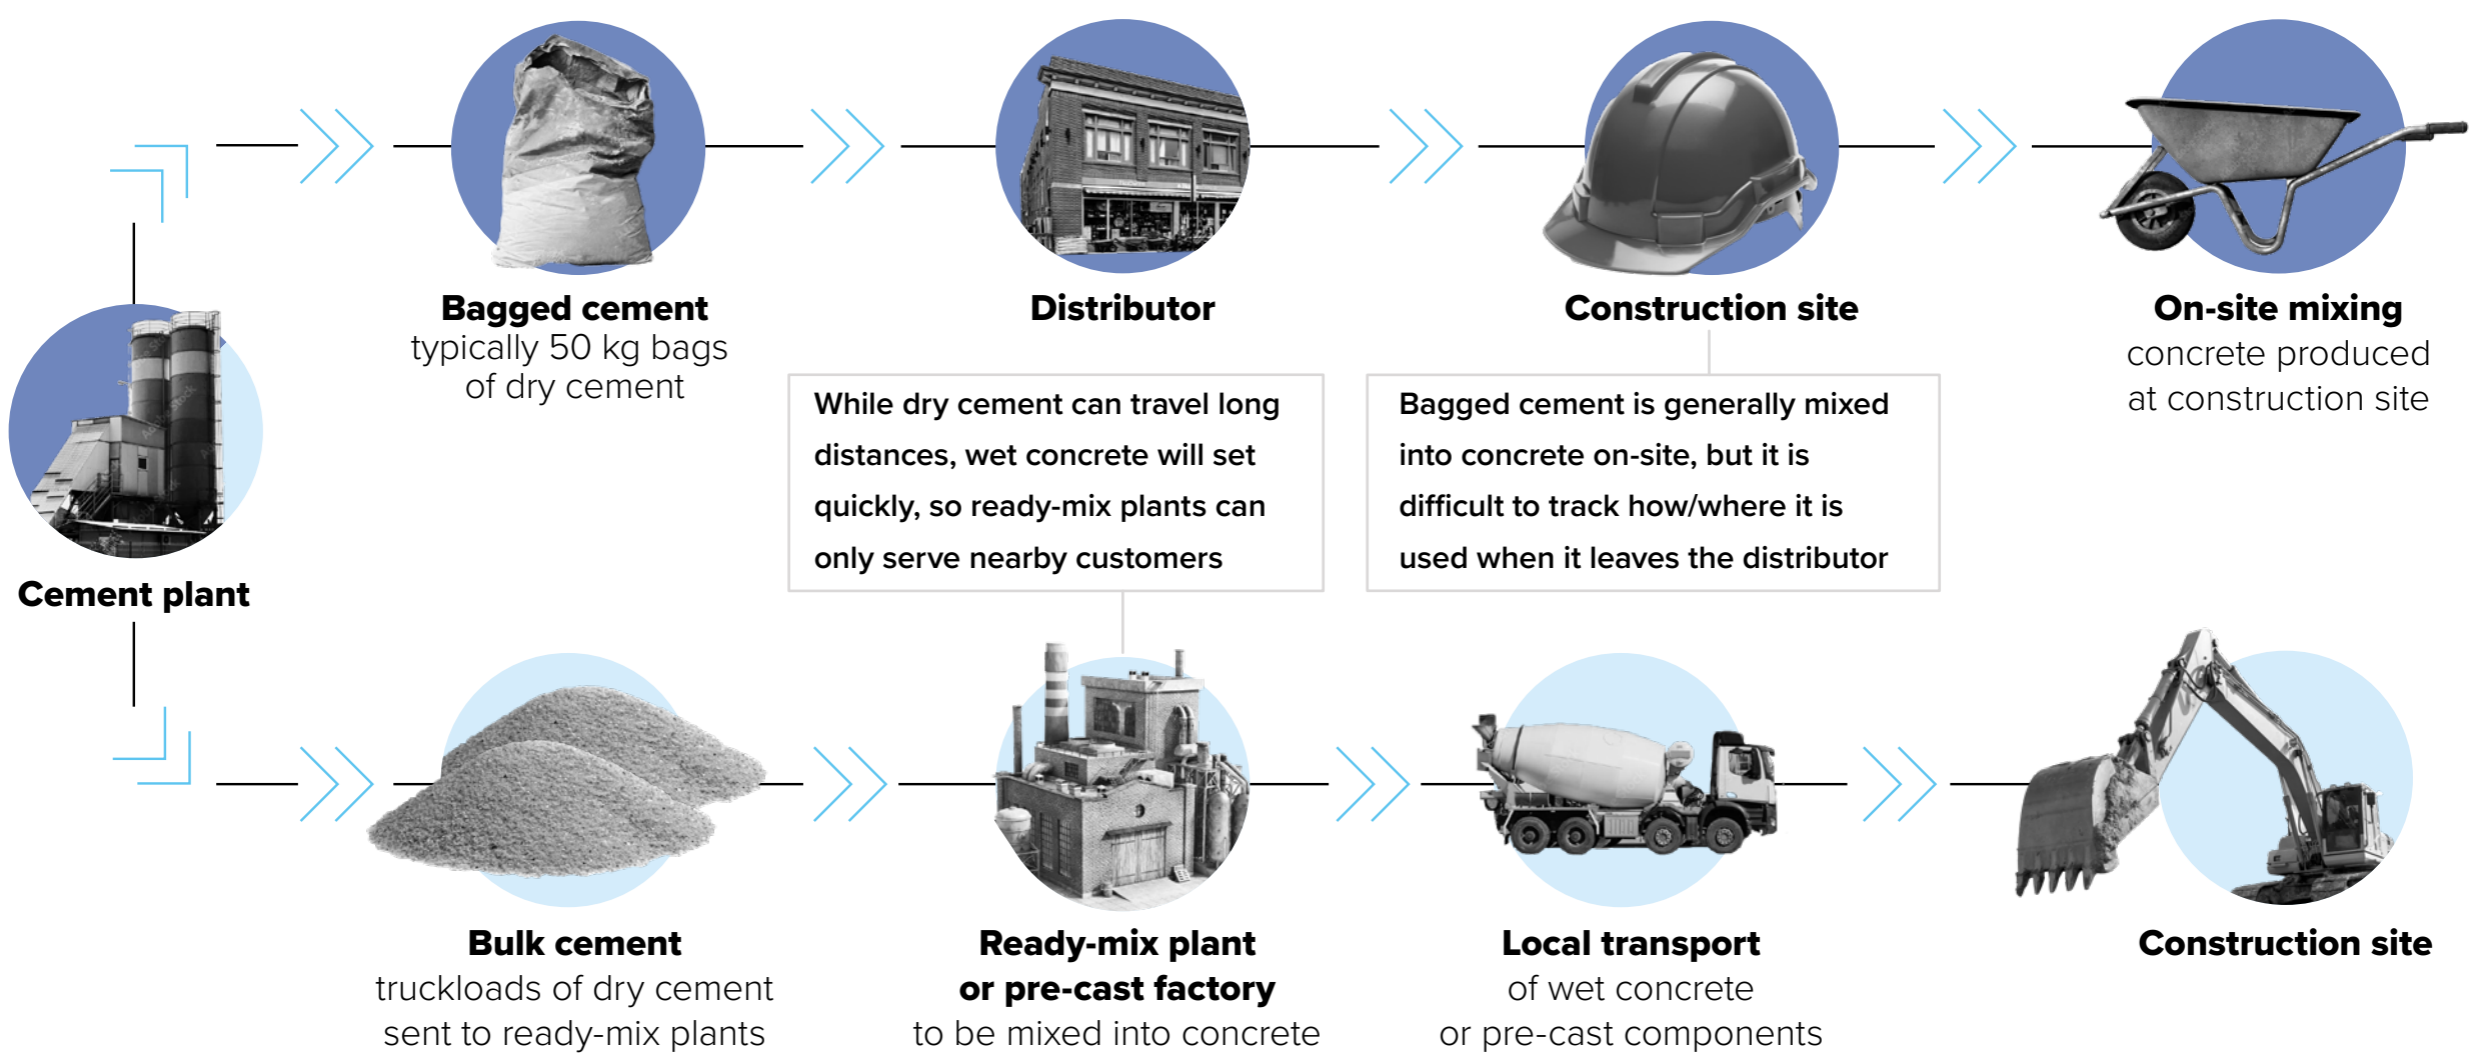 Bagged cement
typically 50 kg bags
of dry cement
Distributor
Construction site
On-site mixing
concrete produced
at construction site
While dry cement can travel long
distances, wet concrete will set
quickly, so ready-mix plants can
only serve nearby customers
Bagged cement is generally mixed
into concrete on-site, but it is
difficult to track how/where it is
used when it leaves the distributor
Cement plant
Bulk cement
truckloads of dry cement
sent to ready-mix plants
Ready-mix plant
or pre-cast factory
to be mixed into concrete
Local transport
of wet concrete
or pre-cast components
Construction site